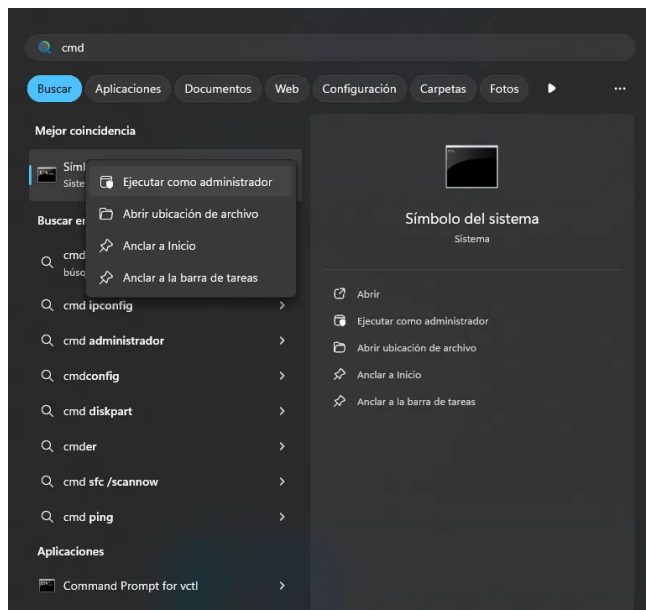 cmd
Buscar Aplicaciones Documentos Web Configuración Carpetas Fotos
Mejor coincidencia
Ejecutar como administrador
Abrir ubicación de archivo
Anclar a Inicio
Anclar a la barra de tareas
cmd
cmd ipconfig
cmd administrador
cmdconfig
cmd diskpart
cmder
cmd sfc /scannow
cmd ping
Aplicaciones
Command Prompt for vctl
Símbolo del sistema
Sistema
Abrir
Ejecutar como administrador
Abrir ubicación de archivo
Anclar a Inicio
Anclar a la barra de tareas